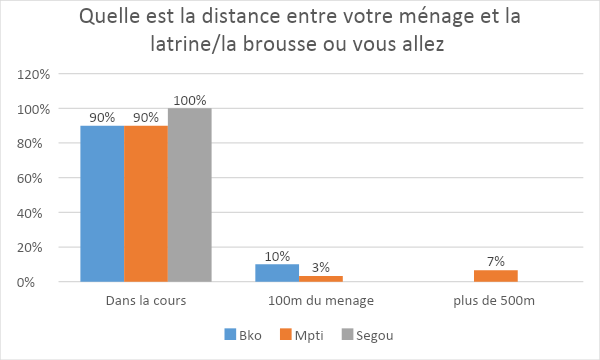 Quelle est la distance entre votre ménage et la
latrine/la brousse ou vous allez
120%
100%
80%
60%
40%
20%
0%
90%
90%
100%
10%
3%
7%
Dans la cours
100m du menage
plus de 500m
Bko
Mpti
Segou